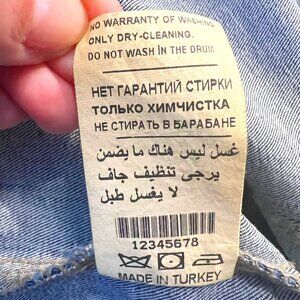 NO WARRANTY OF WASHING
ONLY DRY-CLEANING.
DO NOT WASH IN THE DRUM
НЕТ ГАРАНТИЙ СТИРКИ
ТОЛЬКО ХИМЧИСТКА
НЕ СТИРАТЬ В БАРАБАНЕ
غسل ليس هناك ما يضمن
يرجى تنظيف جاف
لا يغسل طبل
12345678
MADE IN TURKEY